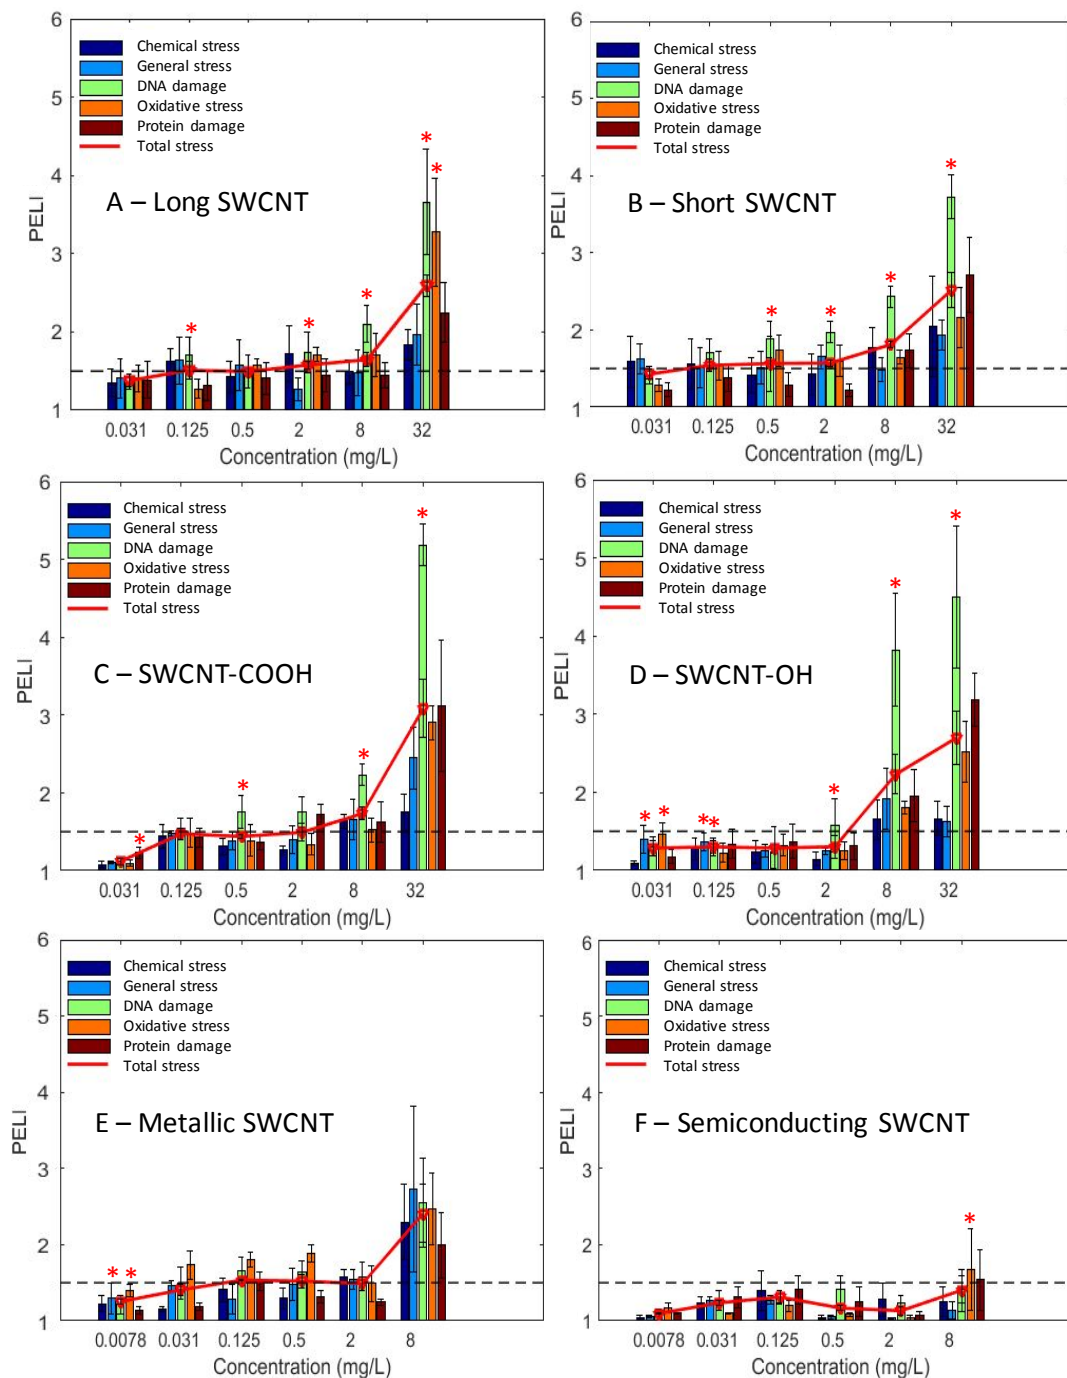 6
5
4
3
2
1
PELI
Chemical stress
General stress
DNA damage
Oxidative stress
Protein damage
Total stress
A – Long SWCNT
* * * * *
0.031 0.125 0.5 2 8 32
Concentration (mg/L)
6
5
4
3
2
1
PELI
Chemical stress
General stress
DNA damage
Oxidative stress
Protein damage
Total stress
B – Short SWCNT
* * * *
0.031 0.125 0.5 2 8 32
Concentration (mg/L)
6
5
4
3
2
1
PELI
Chemical stress
General stress
DNA damage
Oxidative stress
Protein damage
Total stress
C – SWCNT-COOH
* * * *
0.031 0.125 0.5 2 8 32
Concentration (mg/L)
6
5
4
3
2
1
PELI
Chemical stress
General stress
DNA damage
Oxidative stress
Protein damage
Total stress
D – SWCNT-OH
* * * * * * *
0.031 0.125 0.5 2 8 32
Concentration (mg/L)
6
5
4
3
2
1
PELI
Chemical stress
General stress
DNA damage
Oxidative stress
Protein damage
Total stress
E – Metallic SWCNT
* *
0.0078 0.031 0.125 0.5 2 8
Concentration (mg/L)
6
5
4
3
2
1
PELI
Chemical stress
General stress
DNA damage
Oxidative stress
Protein damage
Total stress
F – Semiconducting SWCNT
*
0.0078 0.031 0.125 0.5 2 8
Concentration (mg/L)